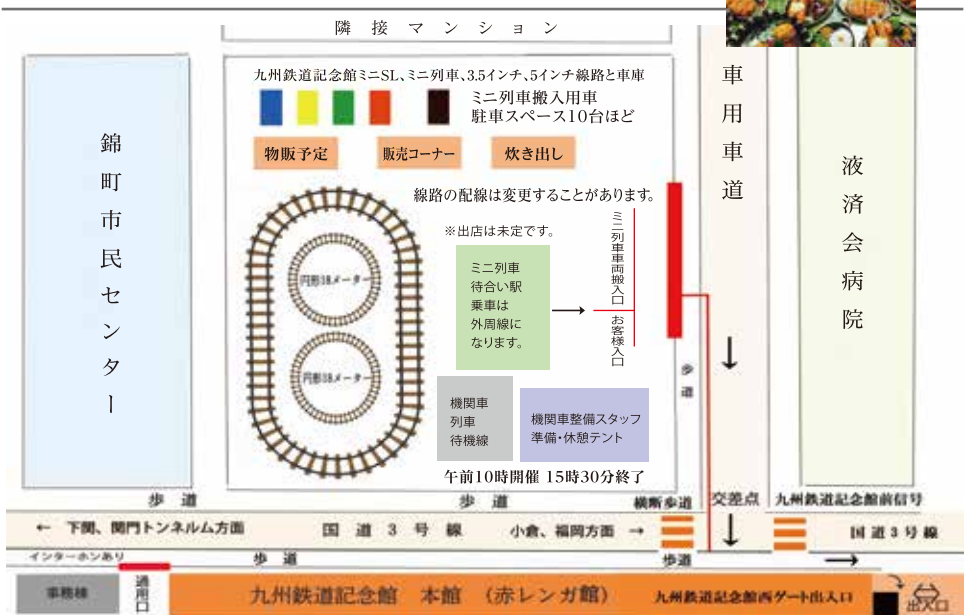 隣接マンション
九州鉄道記念館ミニSL、ミニ列車、3.5インチ、5インチ線路と車庫
ミニ列車搬入用車
駐車スペース10台ほど
物販予定
販売コーナー
炊き出し
線路の配線は変更することがあります。
※出店は未定です。
円形18メーター
円形18メーター
ミニ列車
待合い駅
乗車は
外周線に
なります。
ミニ列車車両搬入口
お客様入口
機関車
列車
待機線
機関車整備スタッフ
準備・休憩テント
午前10時開催 15時30分終了
錦町市民センター
車用車道
液済会病院
歩道
歩道
歩道
横断歩道
交差点
九州鉄道記念館前信号
← 下関、関門トンネルム方面
国道3号線
小倉、福岡方面 →
国道3号線
インターホンあり
歩道
歩道
事務棟
通用口
九州鉄道記念館 本館 (赤レンガ館)
九州鉄道記念館西ゲート出入口
出入口